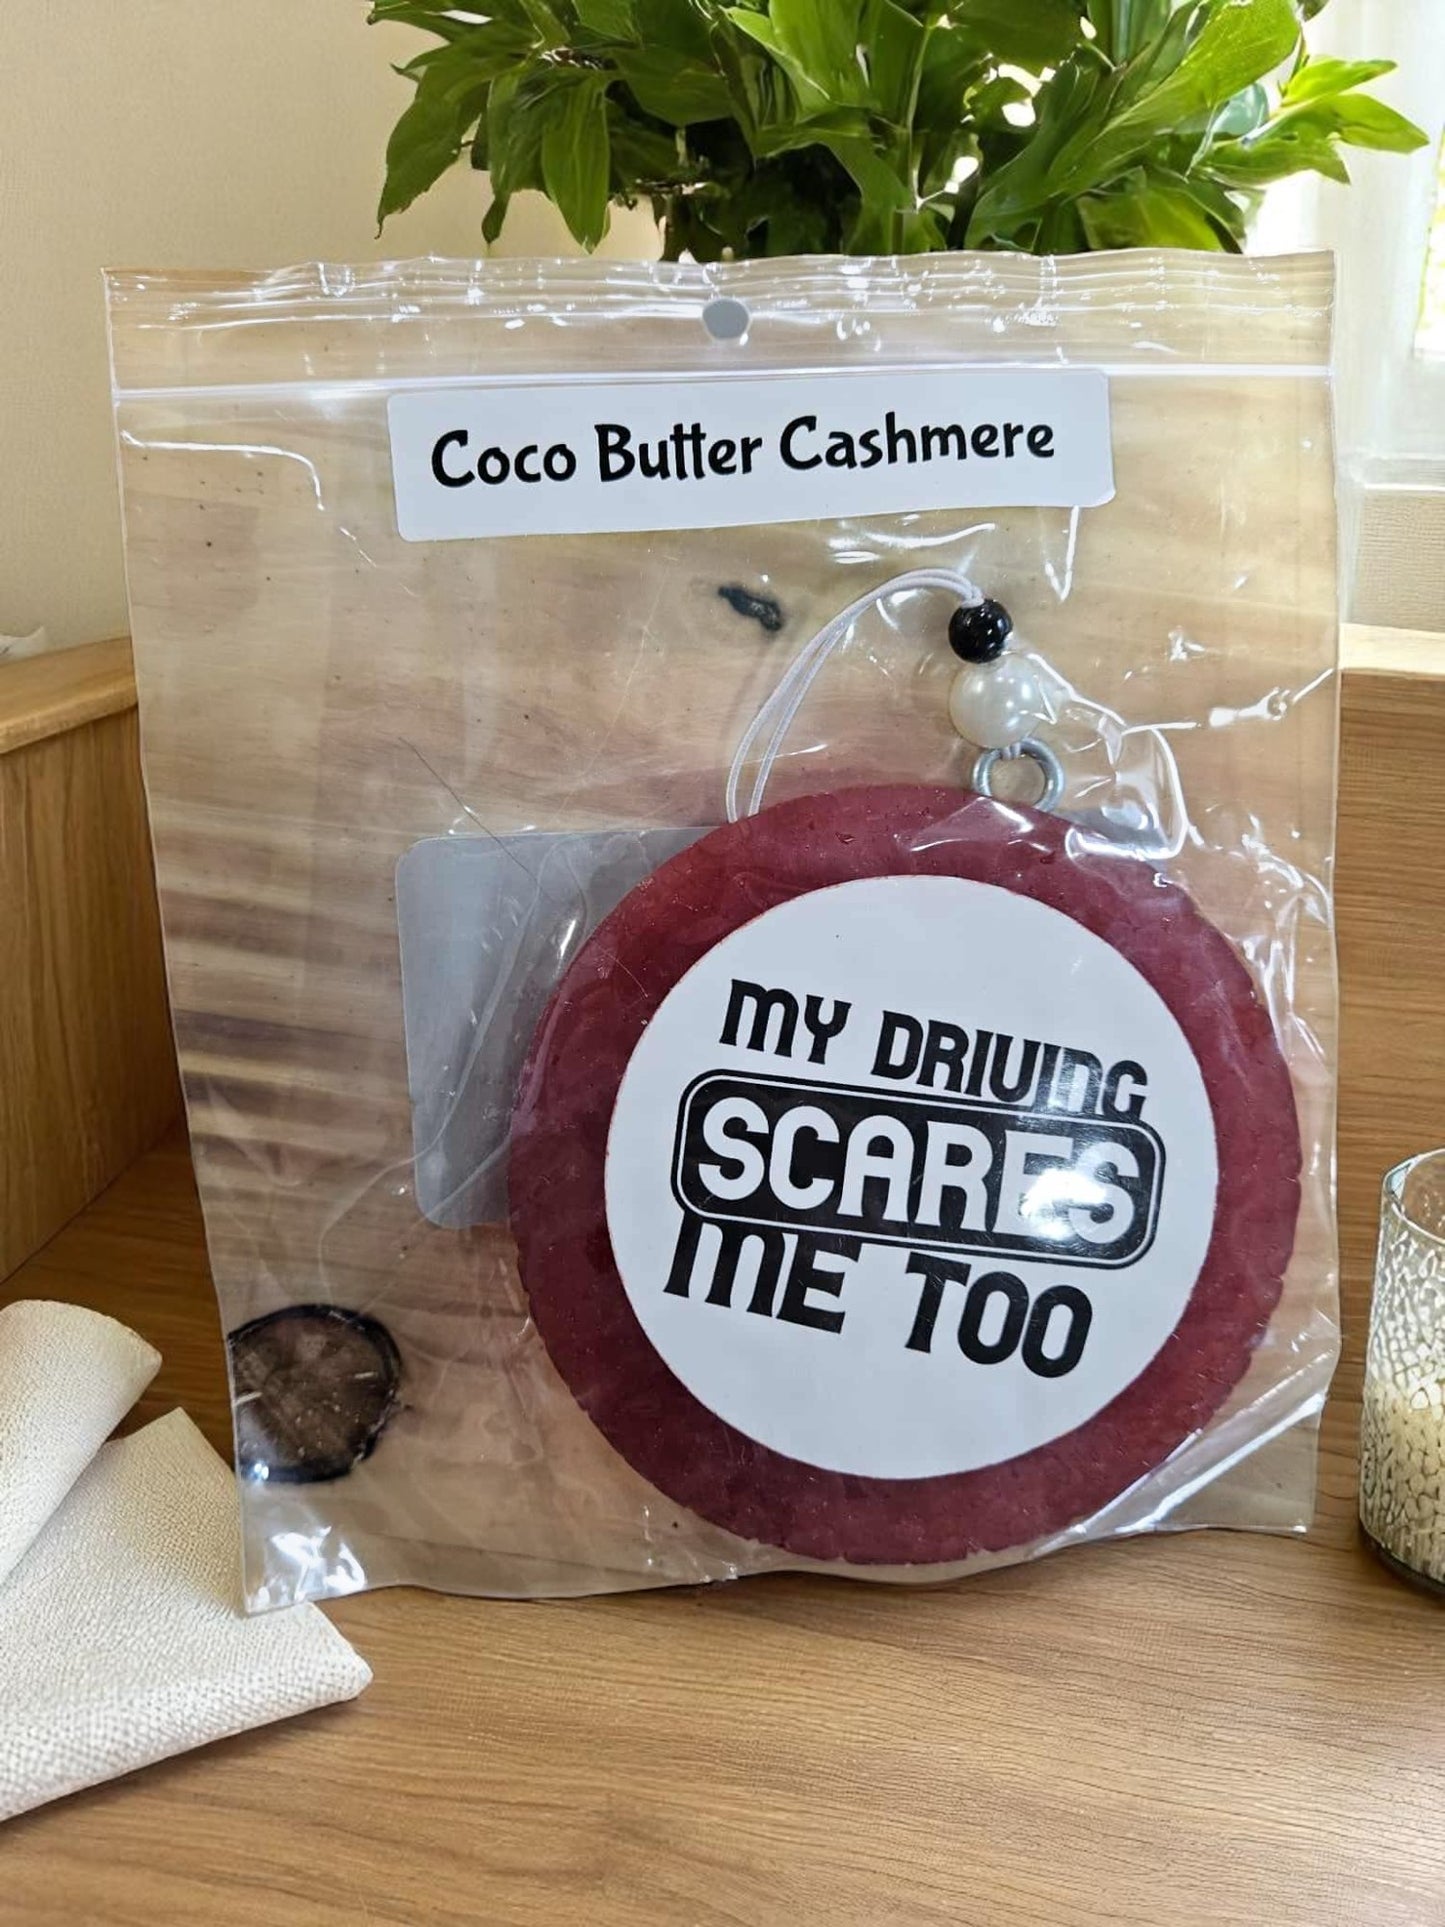 Coco Butter Cashmere
MY DRIVING
SCARES
ME TOO